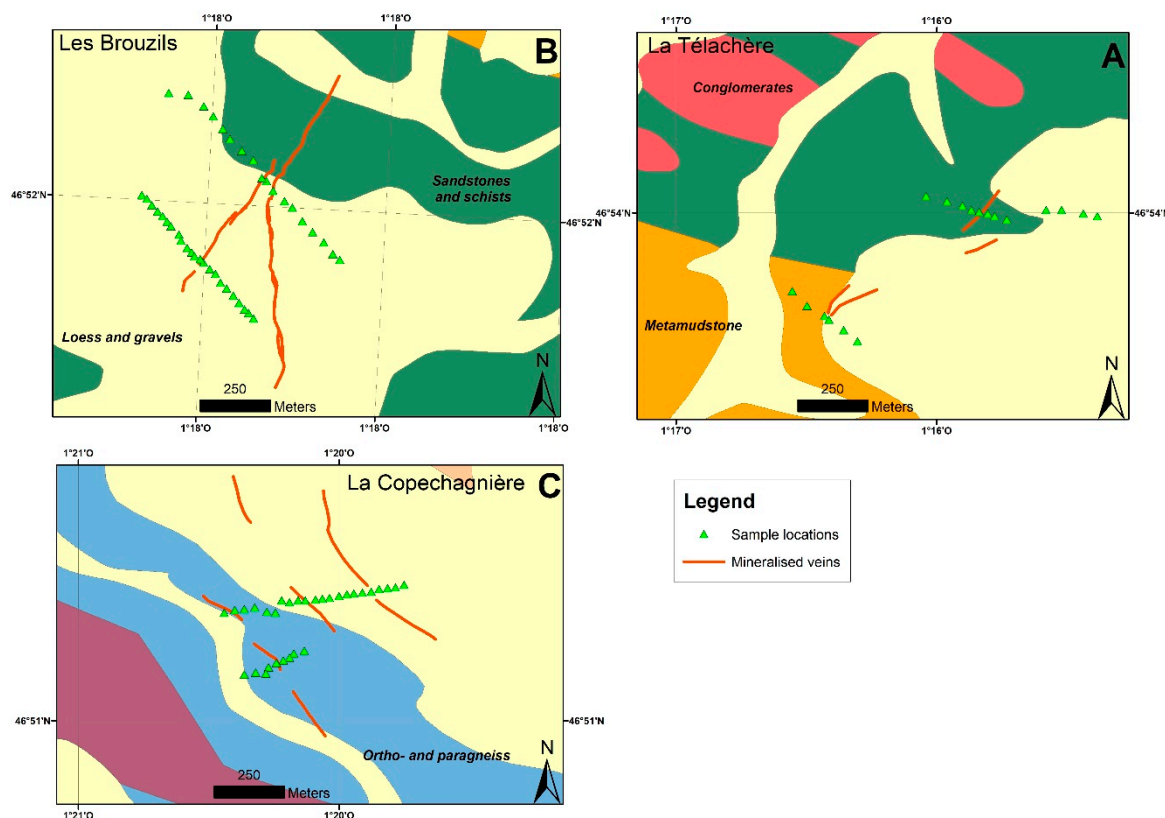 1°18'O
1°18'O
Les Brouzils
B
46°52'N
Sandstones
and schists
46°52'N
Loess and gravels
N
250
Meters
1°18'O
1°18'O
1°18'O
1°17'O
1°16'O
La Télachère
A
Conglomerates
46°54'N
46°54'N
Metamudstone
N
250
Meters
1°17'O
1°16'O
1°21'O
1°20'O
La Copechagnière
C
46°51'N
46°51'N
Ortho- and paragneiss
N
250
Meters
1°21'O
1°20'O
Legend
Sample locations
Mineralised veins